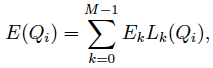 E(Q_i) = \sum_{k=0}^{M-1} E_k L_k(Q_i),